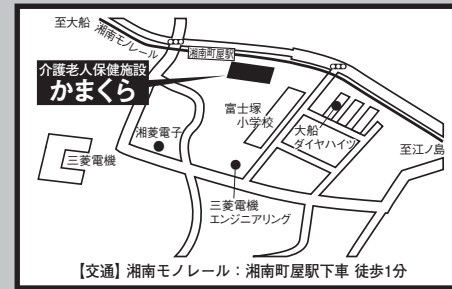 至大船
湘南モノレール
湘南町屋駅
介護老人保健施設
かまくら
富士塚
小学校
湘菱電子
大船
ダイヤハイツ
至江ノ島
三菱電機
三菱電機
エンジニアリング
【交通】湘南モノレール：湘南町屋駅下車 徒歩1分